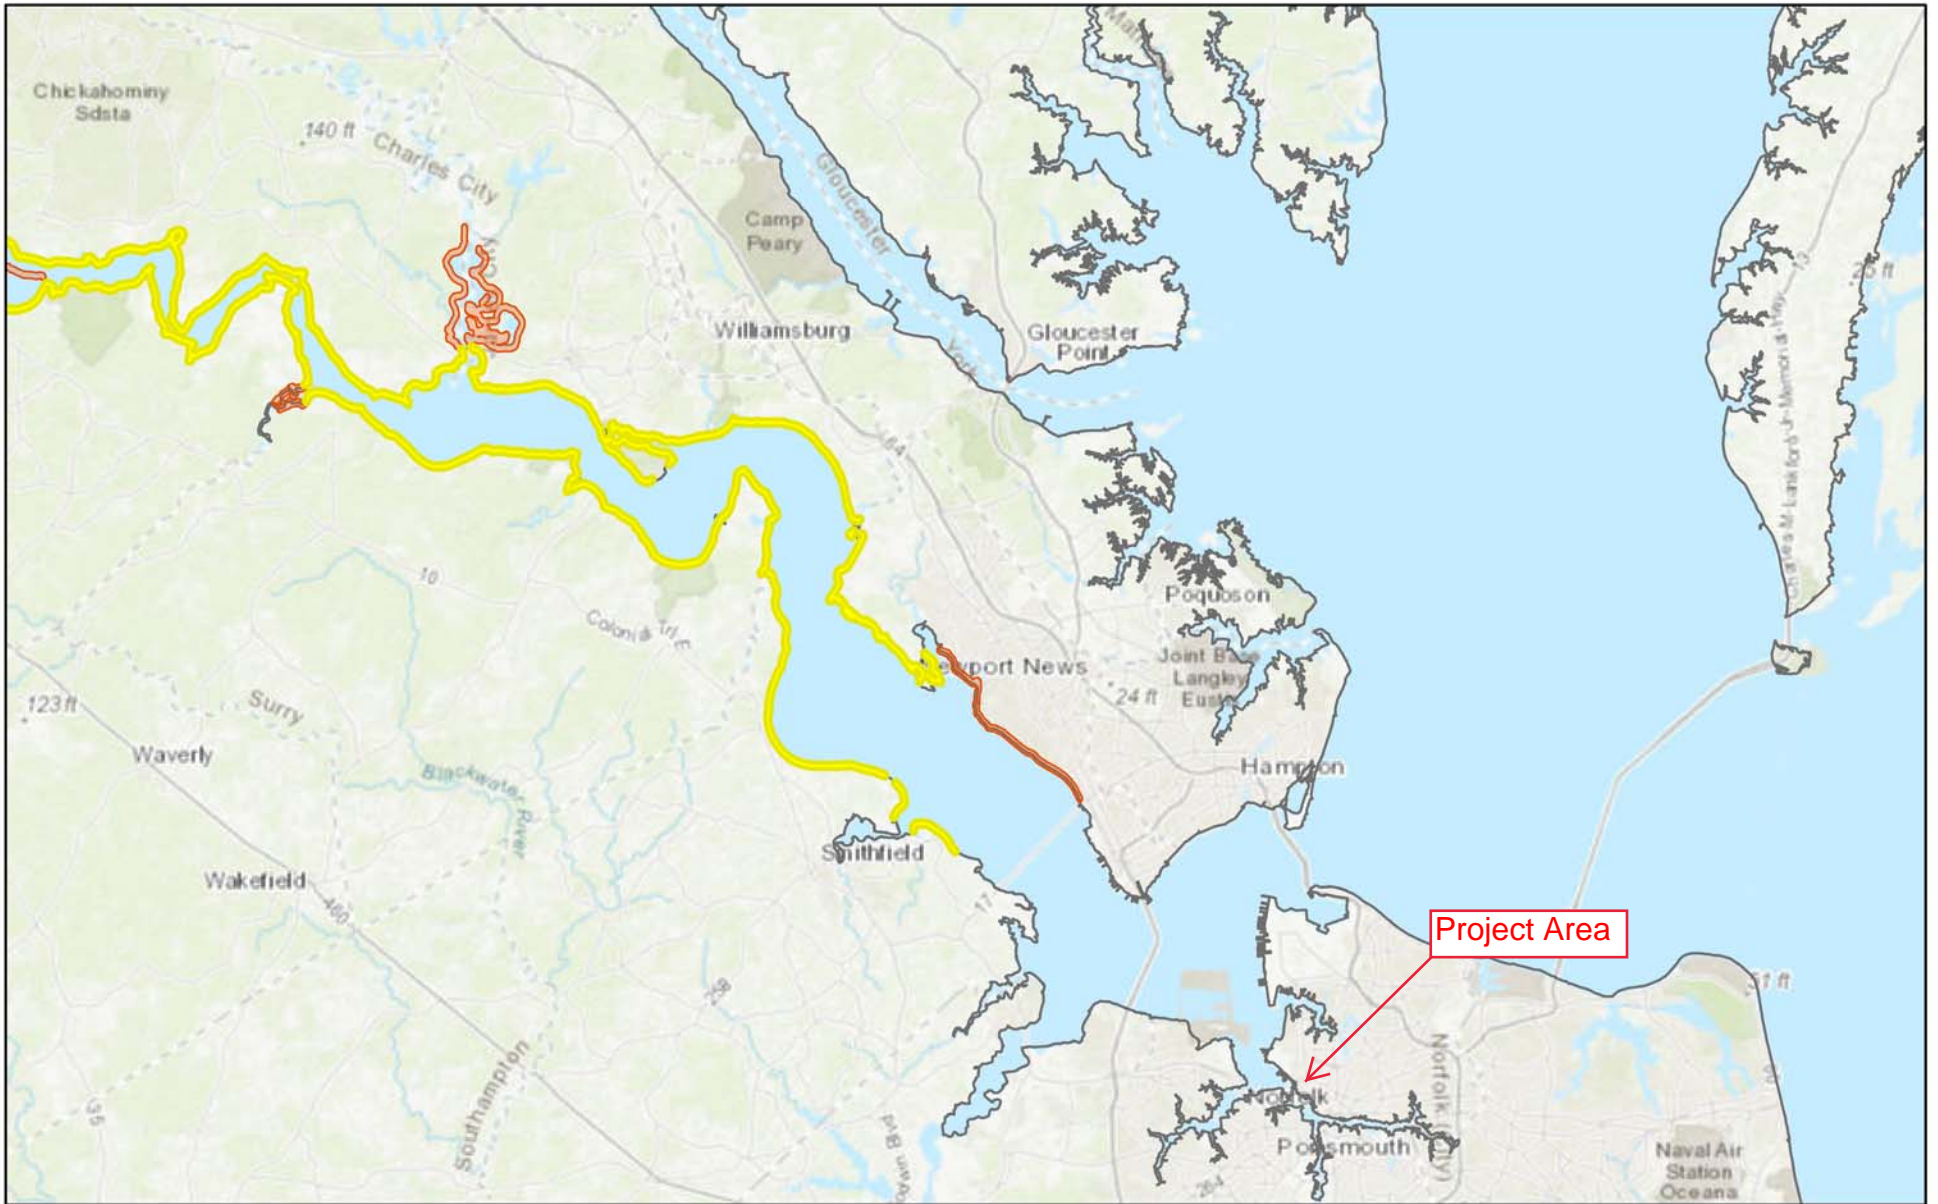 Chickahominy
Sdsta
140 ft
Charles City
Camp
Peary
Gloucester
York
Williamsburg
Gloucester
Point
13
25 ft
64
Charles-M-Lankford-Jr-Memorial-Hwy
10
Colonial Trl E
Poquoson
Newport News
Joint Base
Langley
Eustis
24 ft
123 ft
Surry
Waverly
Blackwater River
Hampton
Smithfield
Wakefield
460
17
Project Area
258
51 ft
Southampton
35
Norfolk
Norfolk (City)
Portsmouth
264
Naval Air
Station
Oceana